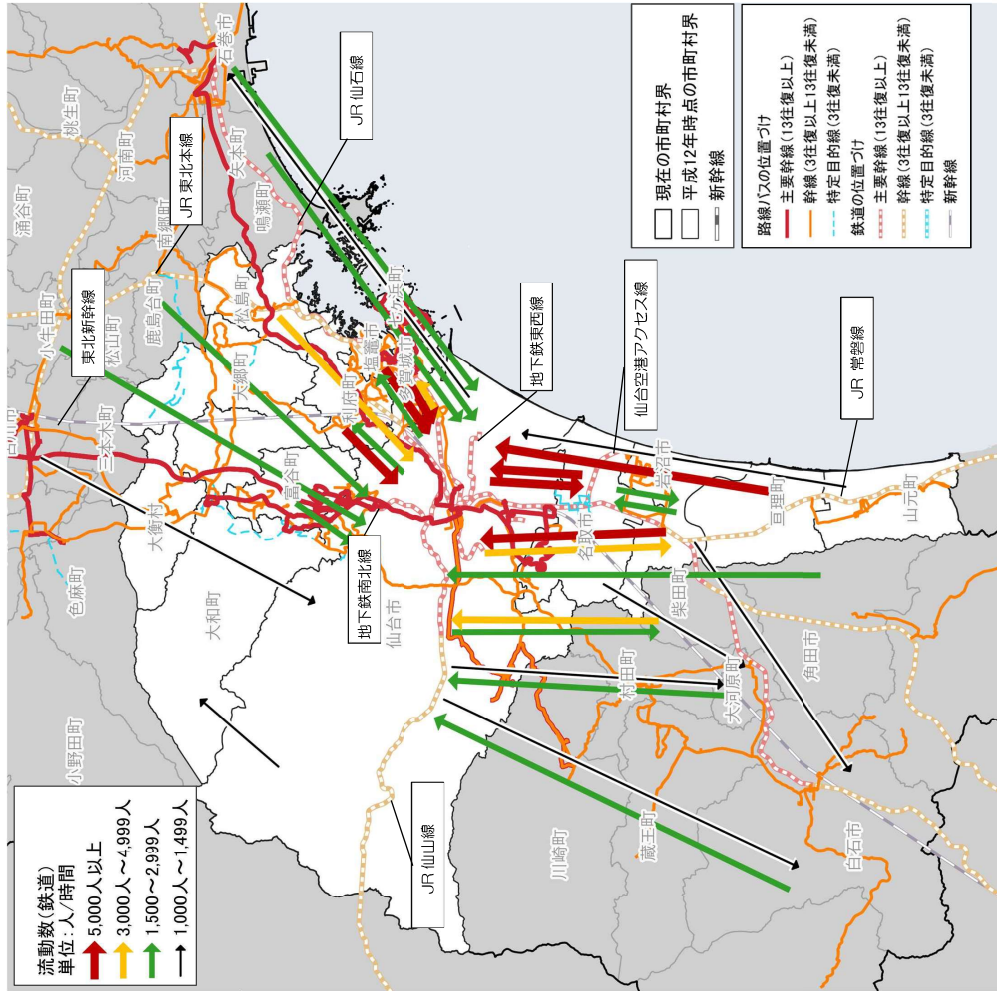 流動数(鉄道)
単位:人/時間
5,000人以上
3,000人~4,999人
1,500~2,999人
1,000人~1,499人
現在の市町村界
平成12年時点の市町村界
新幹線
路線バスの位置づけ
主要幹線(13往復以上)
幹線(3往復以上13往復未満)
特定目的線(3往復未満)
鉄道の位置づけ
主要幹線(13往復以上)
幹線(3往復以上13往復未満)
特定目的線(3往復未満)
新幹線
東北新幹線
JR東北本線
JR仙石線
地下鉄南北線
地下鉄東西線
仙台空港アクセス線
JR常磐線
JR仙山線
小野田町
色麻町
大衡村
三本木町
小牛田町
松山町
涌谷町
鹿島台町
南郷町
河南町
桃生町
石巻市
矢本町
鳴瀬町
大和町
富谷町
大郷町
松島町
利府町
塩竈市
多賀城市
七ヶ浜町
仙台市
名取市
岩沼市
亘理町
山元町
川崎町
村田町
柴田町
大河原町
蔵王町
角田市
白石市